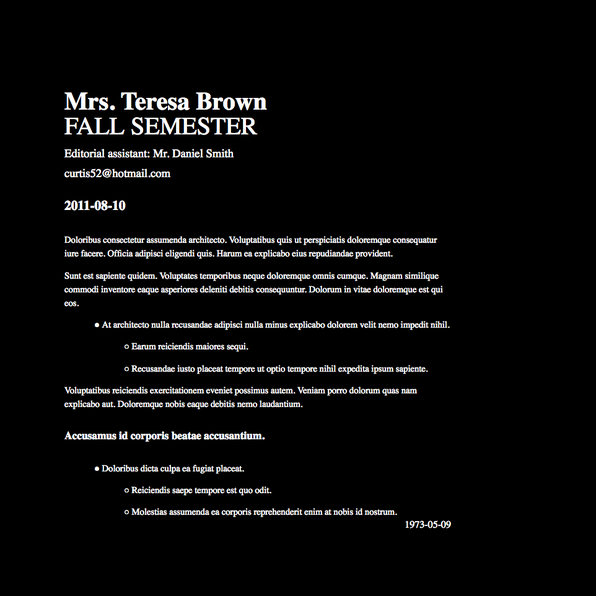 Mrs. Teresa Brown
FALL SEMESTER
Editorial assistant: Mr. Daniel Smith
curtis52@hotmail.com
2011-08-10
Doloribus consectetur assumenda architecto. Voluptatibus quis ut perspiciatis doloremque consequatur
iure facere. Officia adipisci eligendi quis. Harum ea explicabo eius repudiandae provident.
Sunt est sapiente quidem. Voluptates temporibus neque doloremque omnis cumque. Magnam similique
commodi inventore eaque asperiores deleniti debitis consequuntur. Dolorum in vitae doloremque est qui
eos.
● At architecto nulla recusandae adipisci nulla minus explicabo dolorem velit nemo impedit nihil.
○ Earum reiciendis maiores sequi.
○ Recusandae iusto placeat tempore ut optio tempore nihil expedita ipsum sapiente.
Voluptatibus reiciendis exercitationem eveniet possimus autem. Veniam porro dolorum quas nam
explicabo aut. Doloremque nobis eaque debitis nemo laudantium.
Accusamus id corporis beatae accusantium.
● Doloribus dicta culpa ea fugiat placeat.
○ Reiciendis saepe tempore est quo odit.
○ Molestias assumenda ea corporis reprehenderit enim at nobis id nostrum.
1973-05-09